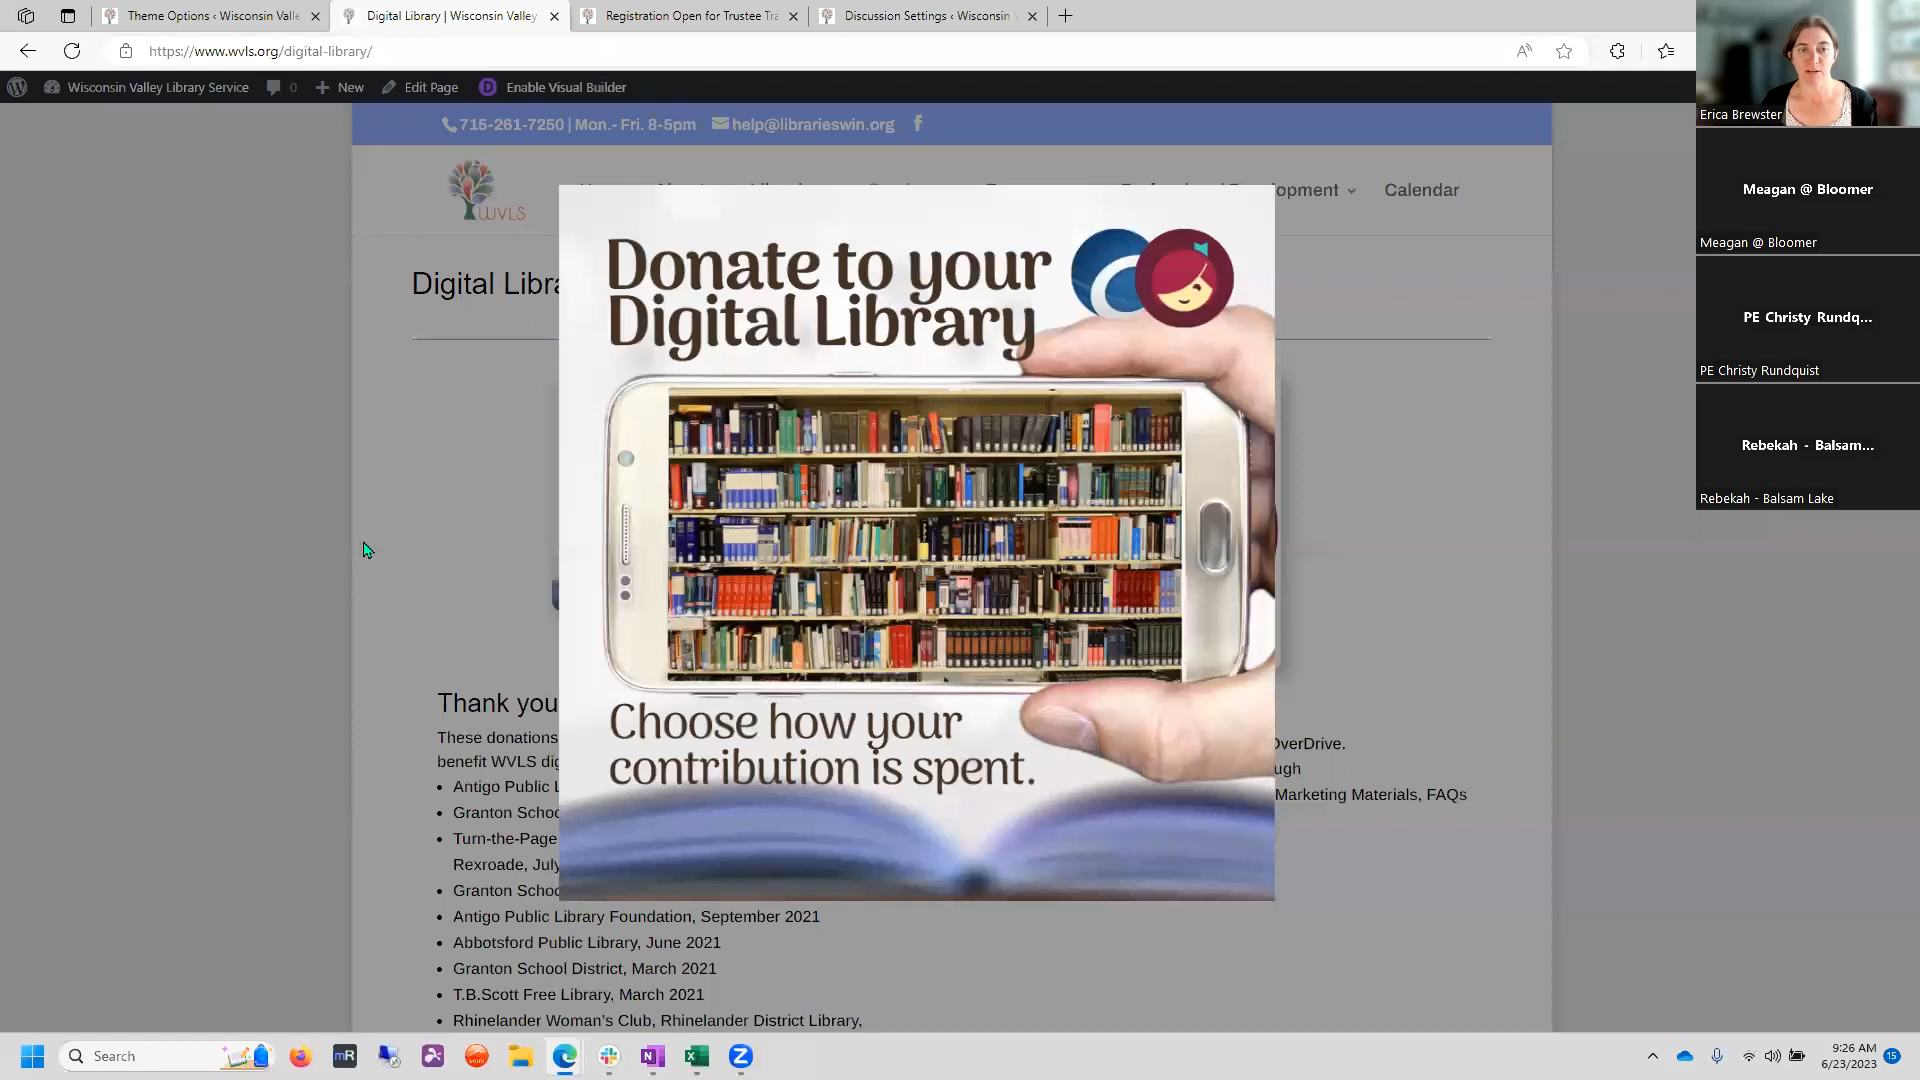 Theme Options ‹ Wisconsin Valle
Digital Library | Wisconsin Valley
Registration Open for Trustee Tra
Discussion Settings ‹ Wisconsin
https://www.wvls.org/digital-library/
Wisconsin Valley Library Service
0
New
Edit Page
D
Enable Visual Builder
715-261-7250 | Mon.- Fri. 8-5pm
help@librarieswin.org
WVLS
opment
Calendar
Digital Libra
Donate to your
Digital Library
Choose how your
contribution is spent.
Thank you
These donations
benefit WVLS dig
Antigo Public L
Granton Schoo
Turn-the-Page
Rexroade, July
Granton Schoo
Antigo Public Library Foundation, September 2021
Abbotsford Public Library, June 2021
Granton School District, March 2021
T.B.Scott Free Library, March 2021
Rhinelander Woman’s Club, Rhinelander District Library,
OverDrive.
ugh
Marketing Materials, FAQs
Erica Brewster
Meagan @ Bloomer
Meagan @ Bloomer
PE Christy Rundq...
PE Christy Rundquist
Rebekah - Balsam...
Rebekah - Balsam Lake
Search
mR
9:26 AM
6/23/2023
15